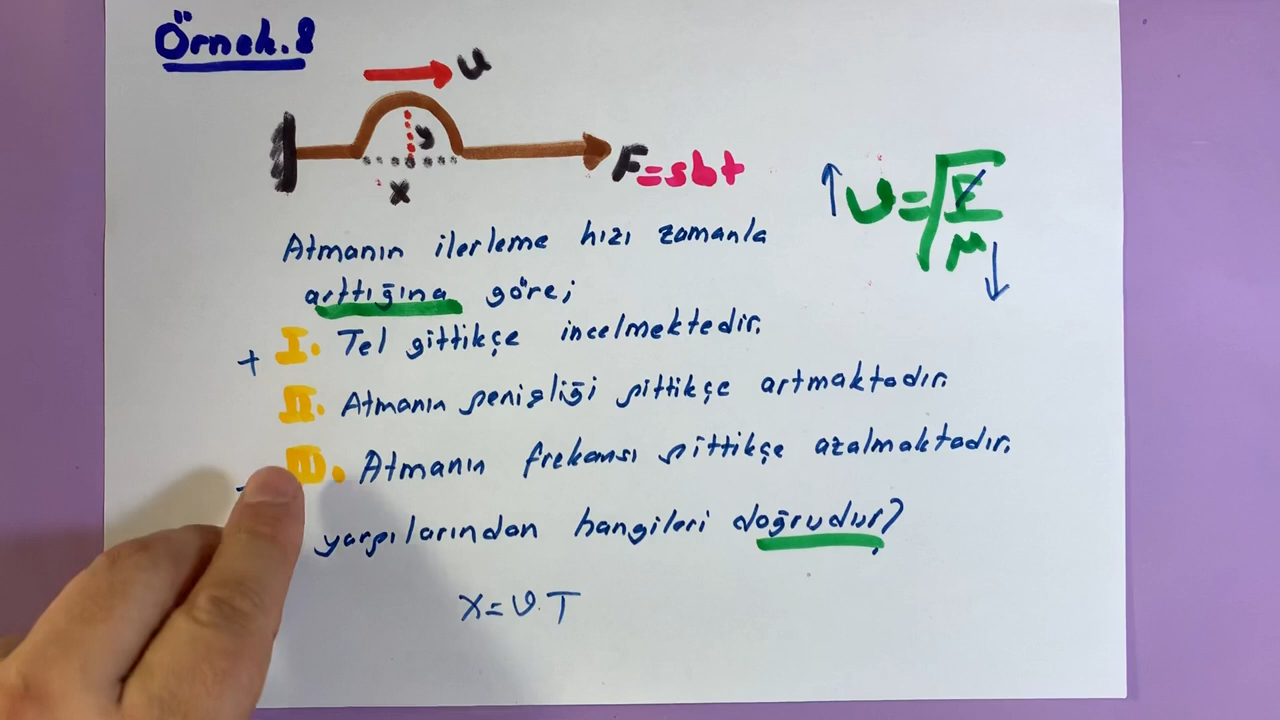 Örnek.8
υ
y
x
F=sbt
↑υ=√F/μ↓
Atmanın ilerleme hızı zamanla
arttığına göre;
+ I. Tel gittikçe incelmektedir.
II. Atmanın genişliği gittikçe artmaktadır.
- III. Atmanın frekansı gittikçe azalmaktadır.
yargılarından hangileri doğrudur?
x=υ.T